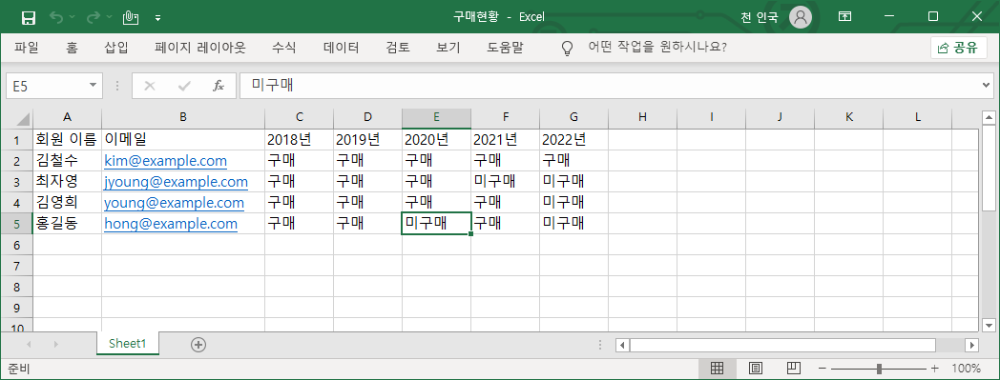 구매현황 - Excel
천 인국
파일 홈 삽입 페이지 레이아웃 수식 데이터 검토 보기 도움말 어떤 작업을 원하시나요? 공유
E5 fx 미구매
A B C D E F G H I J K L
1 회원 이름 이메일 2018년 2019년 2020년 2021년 2022년
2 김철수 kim@example.com 구매 구매 구매 구매 구매
3 최자영 jyoung@example.com 구매 구매 구매 미구매 미구매
4 김영희 young@example.com 구매 구매 구매 구매 미구매
5 홍길동 hong@example.com 구매 구매 미구매 구매 미구매
6
7
8
9
10
Sheet1
준비 100%